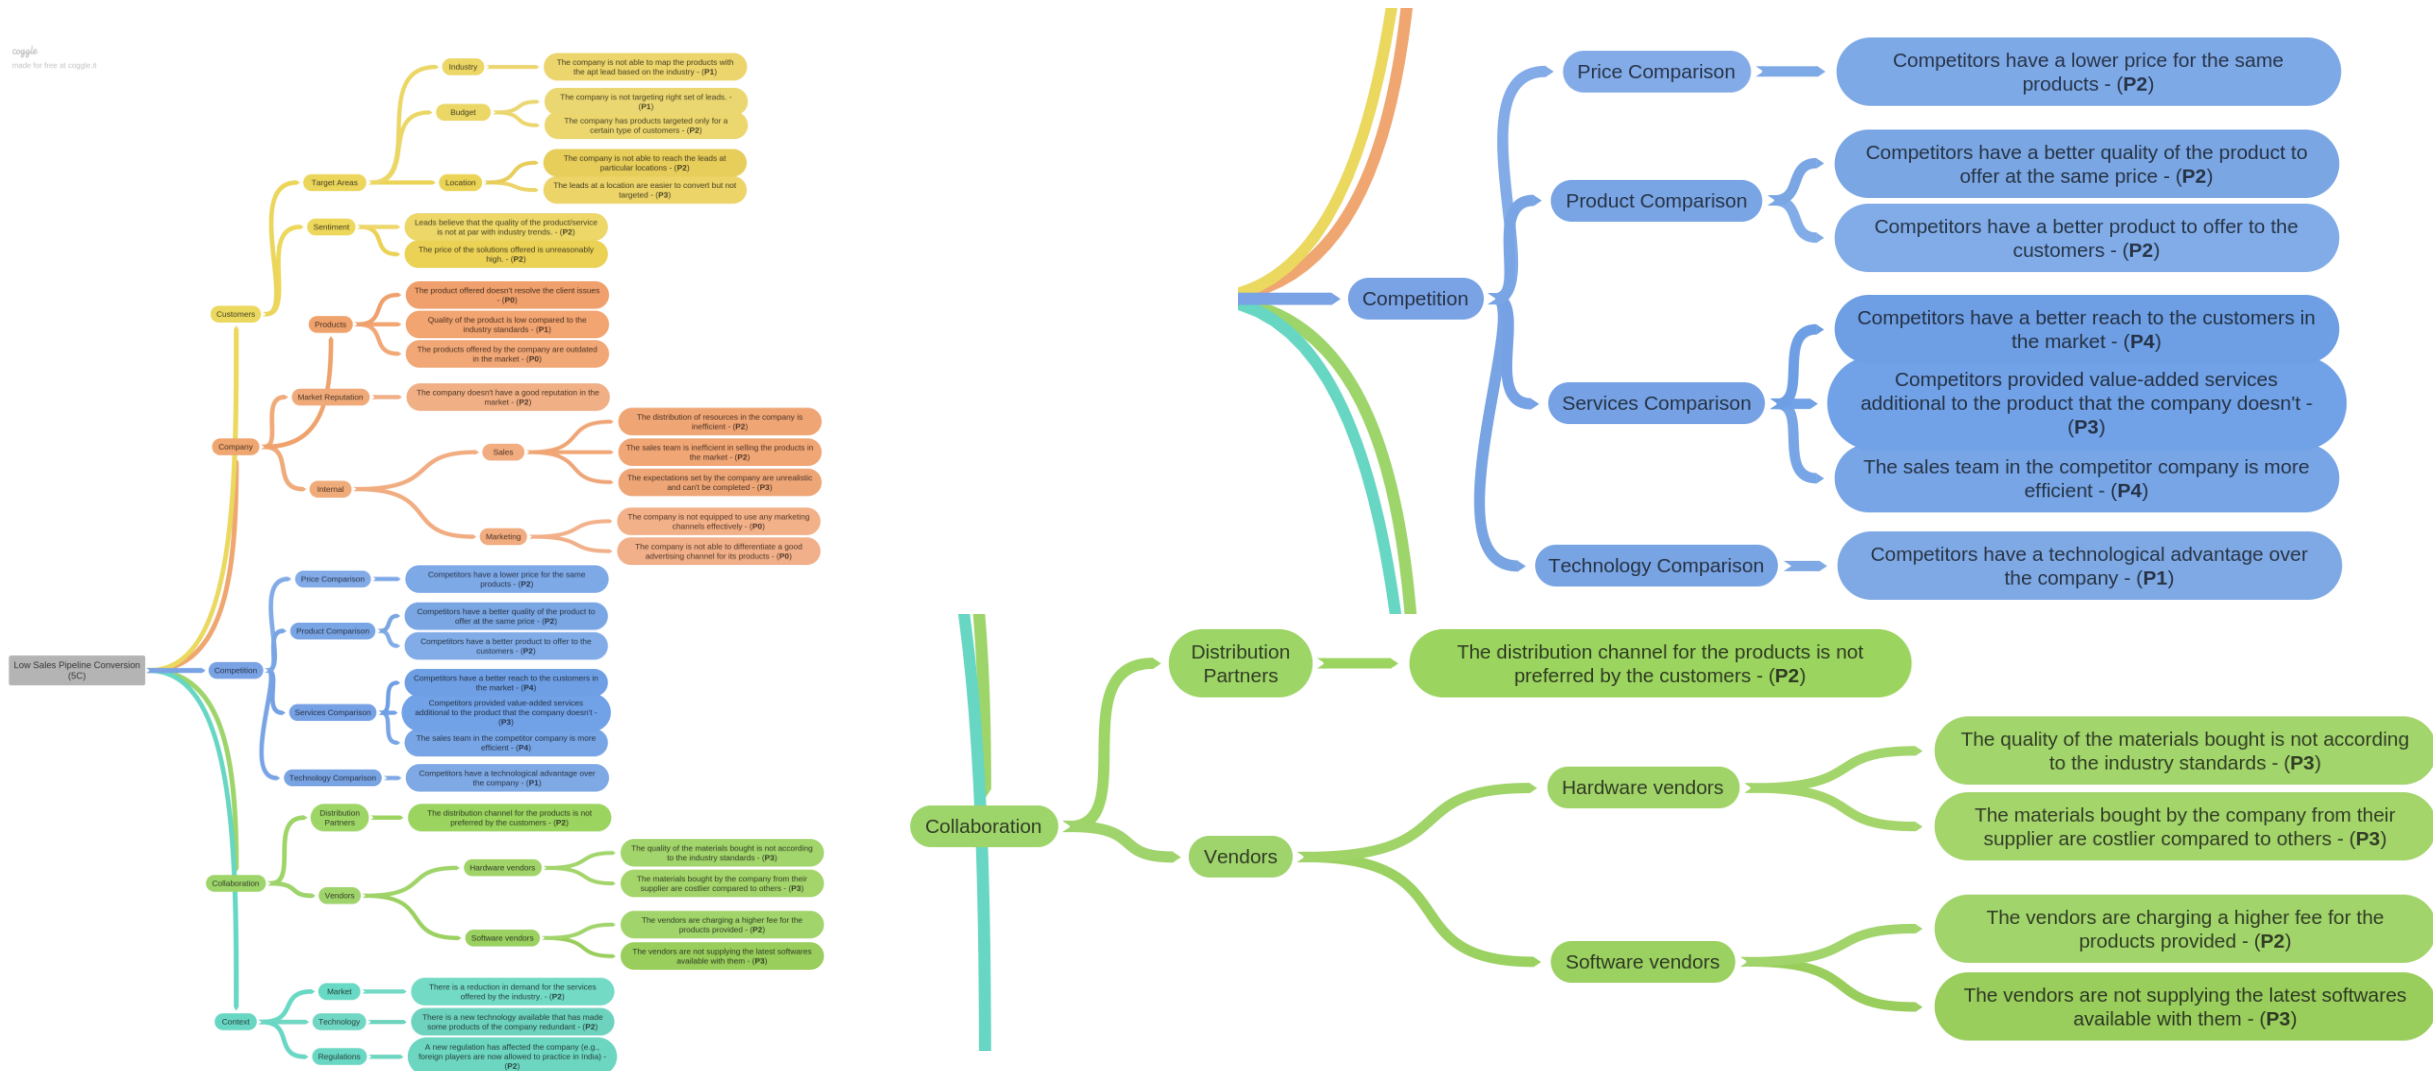 coggle
made for free at coggle.it
Low Sales Pipeline Conversion
(5C)
Customers
Target Areas
Industry
The company is not able to map the products with
the apt lead based on the industry - (P1)
Budget
The company is not targeting right set of leads. -
(P1)
The company has products targeted only for a
certain type of customers - (P2)
Location
The company is not able to reach the leads at
particular locations - (P2)
The leads at a location are easier to convert but not
targeted - (P3)
Sentiment
Leads believe that the quality of the product/service
is not at par with industry trends. - (P2)
The price of the solutions offered is unreasonably
high. - (P2)
Company
Products
The product offered doesn't resolve the client issues
- (P0)
Quality of the product is low compared to the
industry standards - (P1)
The products offered by the company are outdated
in the market - (P0)
Market Reputation
The company doesn't have a good reputation in the
market - (P2)
Internal
Sales
The distribution of resources in the company is
inefficient - (P2)
The sales team is inefficient in selling the products in
the market - (P2)
The expectations set by the company are unrealistic
and can't be completed - (P3)
Marketing
The company is not equipped to use any marketing
channels effectively - (P0)
The company is not able to differentiate a good
advertising channel for its products - (P0)
Competition
Price Comparison
Competitors have a lower price for the same
products - (P2)
Product Comparison
Competitors have a better quality of the product to
offer at the same price - (P2)
Competitors have a better product to offer to the
customers - (P2)
Services Comparison
Competitors have a better reach to the customers in
the market - (P4)
Competitors provided value-added services
additional to the product that the company doesn't -
(P3)
The sales team in the competitor company is more
efficient - (P4)
Technology Comparison
Competitors have a technological advantage over
the company - (P1)
Collaboration
Distribution
Partners
The distribution channel for the products is not
preferred by the customers - (P2)
Vendors
Hardware vendors
The quality of the materials bought is not according
to the industry standards - (P3)
The materials bought by the company from their
supplier are costlier compared to others - (P3)
Software vendors
The vendors are charging a higher fee for the
products provided - (P2)
The vendors are not supplying the latest softwares
available with them - (P3)
Context
Market
There is a reduction in demand for the services
offered by the industry. - (P2)
Technology
There is a new technology available that has made
some products of the company redundant - (P2)
Regulations
A new regulation has affected the company (e.g.,
foreign players are now allowed to practice in India) -
(P2)
Competition
Price Comparison
Competitors have a lower price for the same
products - (P2)
Product Comparison
Competitors have a better quality of the product to
offer at the same price - (P2)
Competitors have a better product to offer to the
customers - (P2)
Services Comparison
Competitors have a better reach to the customers in
the market - (P4)
Competitors provided value-added services
additional to the product that the company doesn't -
(P3)
The sales team in the competitor company is more
efficient - (P4)
Technology Comparison
Competitors have a technological advantage over
the company - (P1)
Collaboration
Distribution
Partners
The distribution channel for the products is not
preferred by the customers - (P2)
Vendors
Hardware vendors
The quality of the materials bought is not according
to the industry standards - (P3)
The materials bought by the company from their
supplier are costlier compared to others - (P3)
Software vendors
The vendors are charging a higher fee for the
products provided - (P2)
The vendors are not supplying the latest softwares
available with them - (P3)